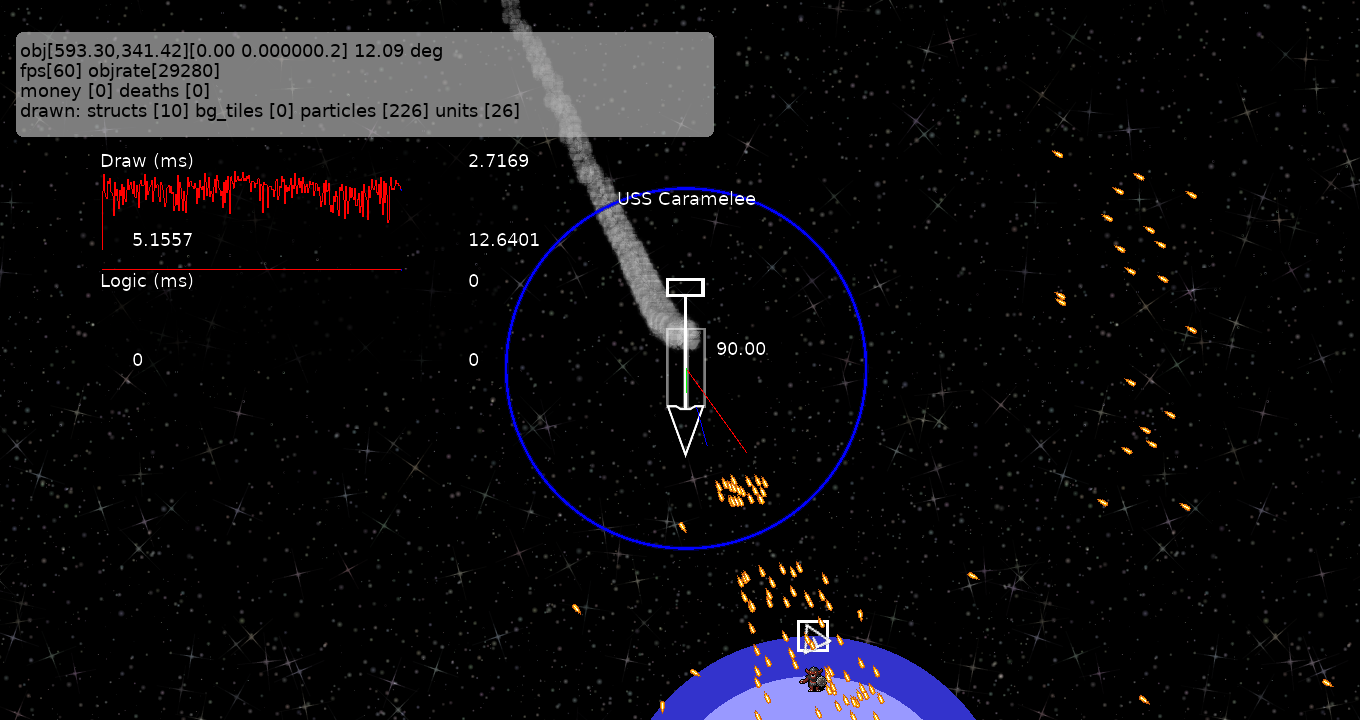 obj[593.30,341.42][0.00 0.000000.2] 12.09 deg
fps[60] objrate[29280]
money [0] deaths [0]
drawn: structs [10] bg_tiles [0] particles [226] units [26]
Draw (ms) 2.7169
USS Caramelee
5.1557 12.6401
Logic (ms) 0
90.00
0 0